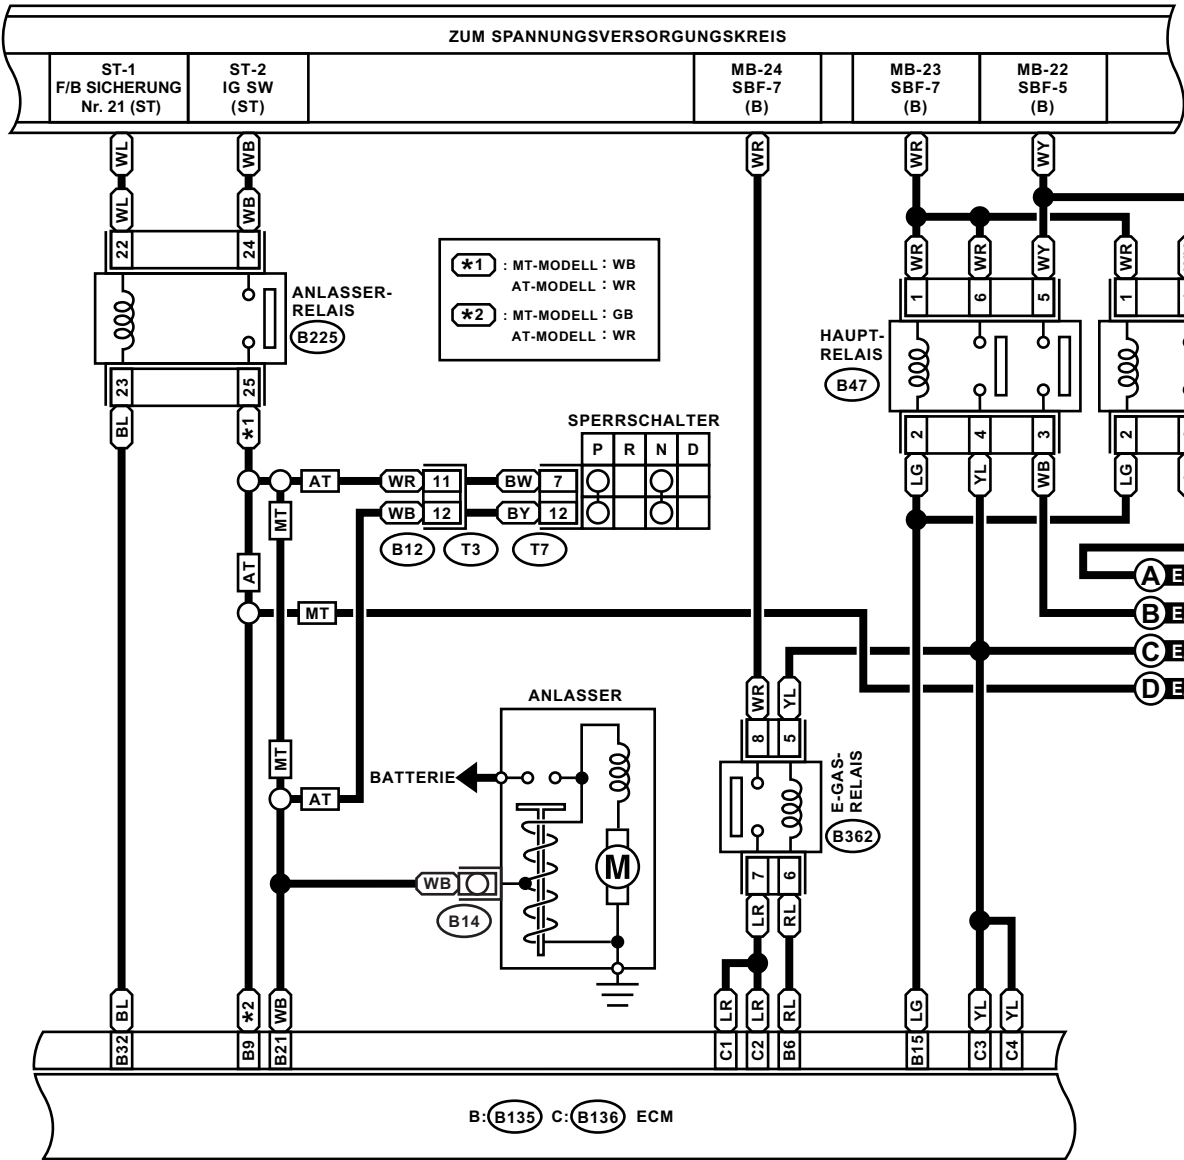 ZUM SPANNUNGSVERSORGUNGSKREIS
ST-1
F/B SICHERUNG
Nr. 21 (ST)
ST-2
IG SW
(ST)
MB-24
SBF-7
(B)
MB-23
SBF-7
(B)
MB-22
SBF-5
(B)
WL
WB
WR
WR
WY
WL
WB
22
24
ANLASSER-
RELAIS
B225
23
25
BL
*1
*1 : MT-MODELL : WB
AT-MODELL : WR
*2 : MT-MODELL : GB
AT-MODELL : WR
WR
WR
WY
WR
1
6
5
1
HAUPT-
RELAIS
B47
2
4
3
2
LG
YL
WB
LG
SPERRSCHALTER
P R N D
AT
WR
11
BW
7
MT
WB
12
BY
12
B12
T3
T7
AT
MT
A E
B E
C E
D E
WR
YL
8
5
E-GAS-
RELAIS
B362
7
6
LR
RL
ANLASSER
BATTERIE
MT
AT
M
WB
B14
BL
*2
WB
LR
LR
RL
LG
YL
YL
B32
B9
B21
C1
C2
B6
B15
C3
C4
B: B135 C: B136 ECM